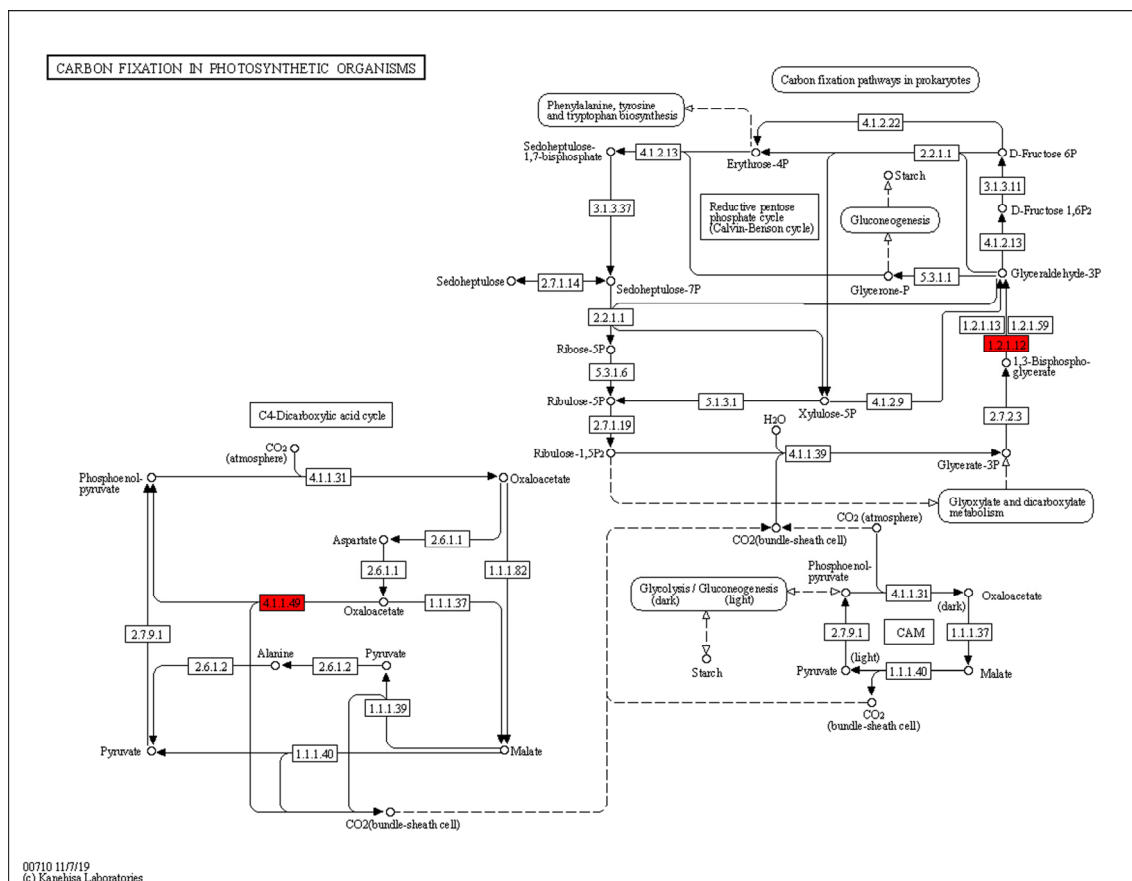 CARBON FIXATION IN PHOTOSYNTHETIC ORGANISMS
Carbon fixation pathways in prokaryotes
Phenylalanine, tyrosine
and tryptophan biosynthesis
4.1.2.22
Sedoheptulose-
1,7-bisphosphate
4.1.2.13
Erythrose-4P
2.2.1.1
D-Fructose 6P
Starch
3.1.3.11
3.1.3.37
Reductive pentose
phosphate cycle
(Calvin-Benson cycle)
Gluconeogenesis
D-Fructose 1,6P2
4.1.2.13
Sedoheptulose
2.7.1.14
Sedoheptulose-7P
Glycerone-P
5.3.1.1
Glyceraldehyde-3P
2.2.1.1
1.2.1.13
1.2.1.59
1.2.1.12
Ribose-5P
1,3-Bisphospho-
glycerate
5.3.1.6
Ribulose-5P
5.1.3.1
Xylulose-5P
4.1.2.9
2.7.2.3
2.7.1.19
H2O
Ribulose-1,5P2
4.1.1.39
Glycerate-3P
Glyoxylate and dicarboxylate
metabolism
C4-Dicarboxylic acid cycle
CO2
(atmosphere)
Phosphoenol-
pyruvate
4.1.1.31
Oxaloacetate
CO2 (atmosphere)
CO2(bundle-sheath cell)
Aspartate
2.6.1.1
2.6.1.1
1.1.1.82
4.1.1.49
Oxaloacetate
1.1.1.37
2.7.9.1
Alanine
Pyruvate
2.6.1.2
2.6.1.2
1.1.1.39
Pyruvate
1.1.1.40
Malate
CO2(bundle-sheath cell)
Glycolysis / Gluconeogenesis
(dark) (light)
Starch
Phosphoenol-
pyruvate
4.1.1.31
(dark)
Oxaloacetate
2.7.9.1
CAM
1.1.1.37
(light)
Pyruvate
1.1.1.40
Malate
CO2
(bundle-sheath cell)
00710 11/7/19
(c) Kanehisa Laboratories